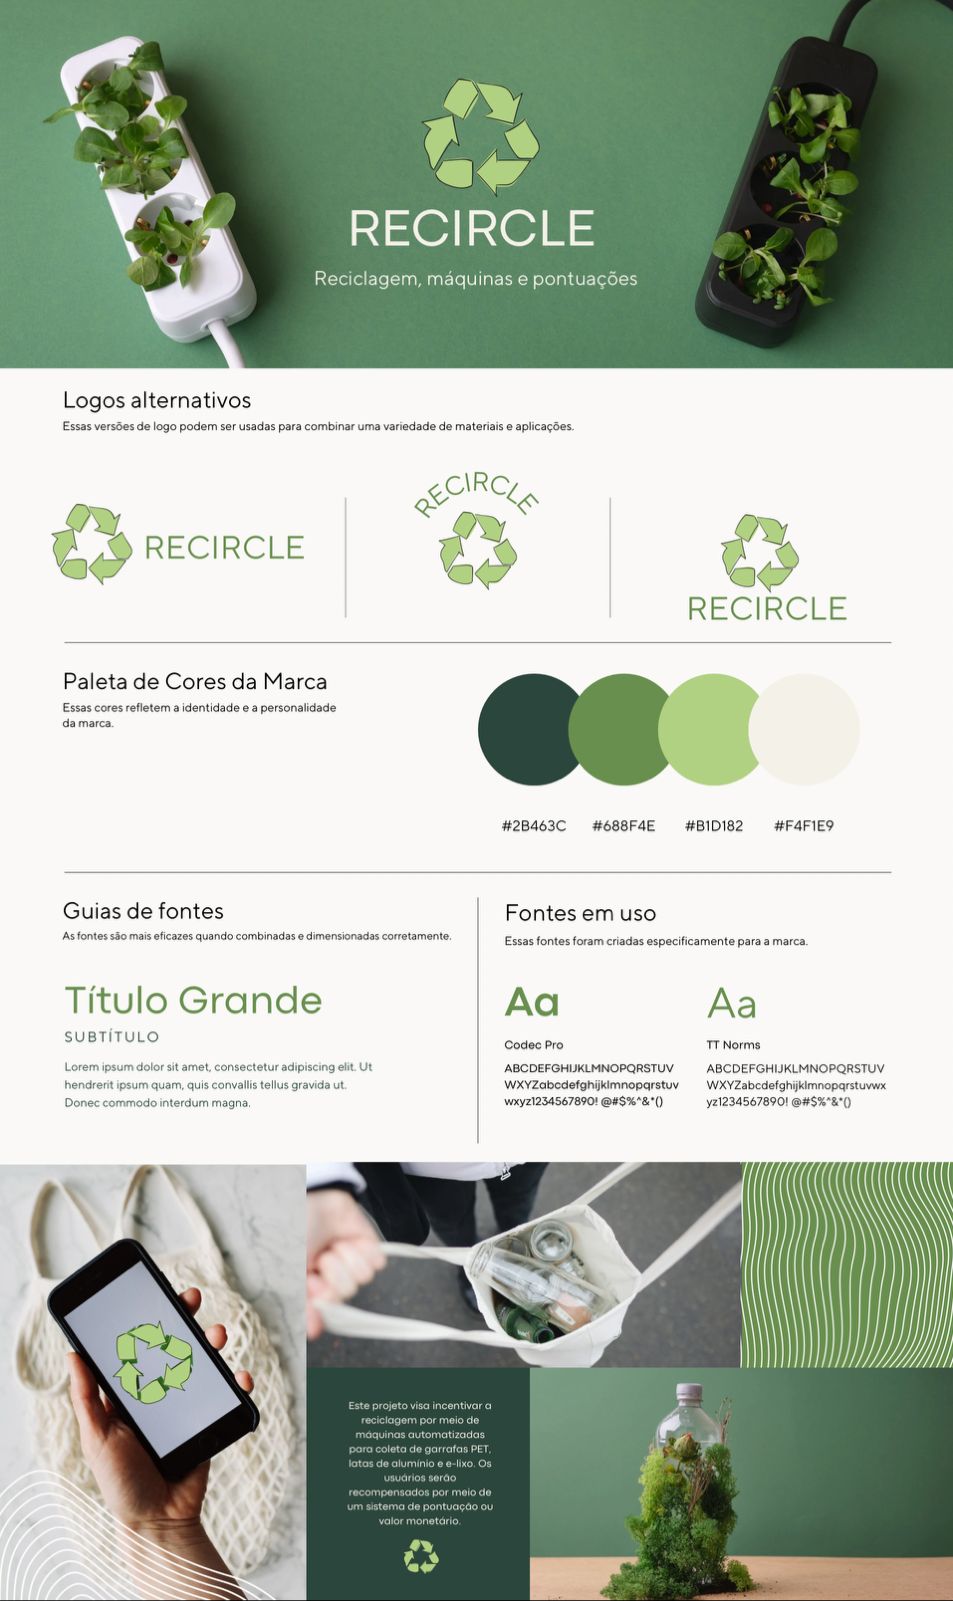 RECIRCLE
Reciclagem, máquinas e pontuações
Logos alternativos
Essas versões de logo podem ser usadas para combinar uma variedade de materiais e aplicações.
RECIRCLE
RECIRCLE
RECIRCLE
Paleta de Cores da Marca
Essas cores refletem a identidade e a personalidade
da marca.
#2B463C
#688F4E
#B1D182
#F4F1E9
Guias de fontes
As fontes são mais eficazes quando combinadas e dimensionadas corretamente.
Título Grande
SUBTÍTULO
Lorem ipsum dolor sit amet, consectetur adipiscing elit. Ut
hendrerit ipsum quam, quis convallis tellus gravida ut.
Donec commodo interdum magna.
Fontes em uso
Essas fontes foram criadas especificamente para a marca.
Aa
Codec Pro
ABCDEFGHIJKLMNOPQRSTUV
WXYZabcdefghijklmnopqrstuv
wxyz1234567890! @#$%^&*()
Aa
TT Norms
ABCDEFGHIJKLMNOPQRSTUV
WXYZabcdefghijklmnopqrstuvwx
yz1234567890! @#$%^&*()
Este projeto visa incentivar a
reciclagem por meio de
máquinas automatizadas
para coleta de garrafas PET,
latas de alumínio e e-lixo. Os
usuários serão
recompensados por meio de
um sistema de pontuação ou
valor monetário.